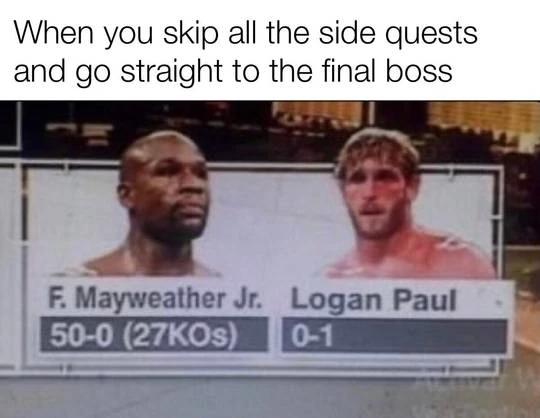 When you skip all the side quests
and go straight to the final boss
F. Mayweather Jr. Logan Paul
50-0 (27KOs) 0-1